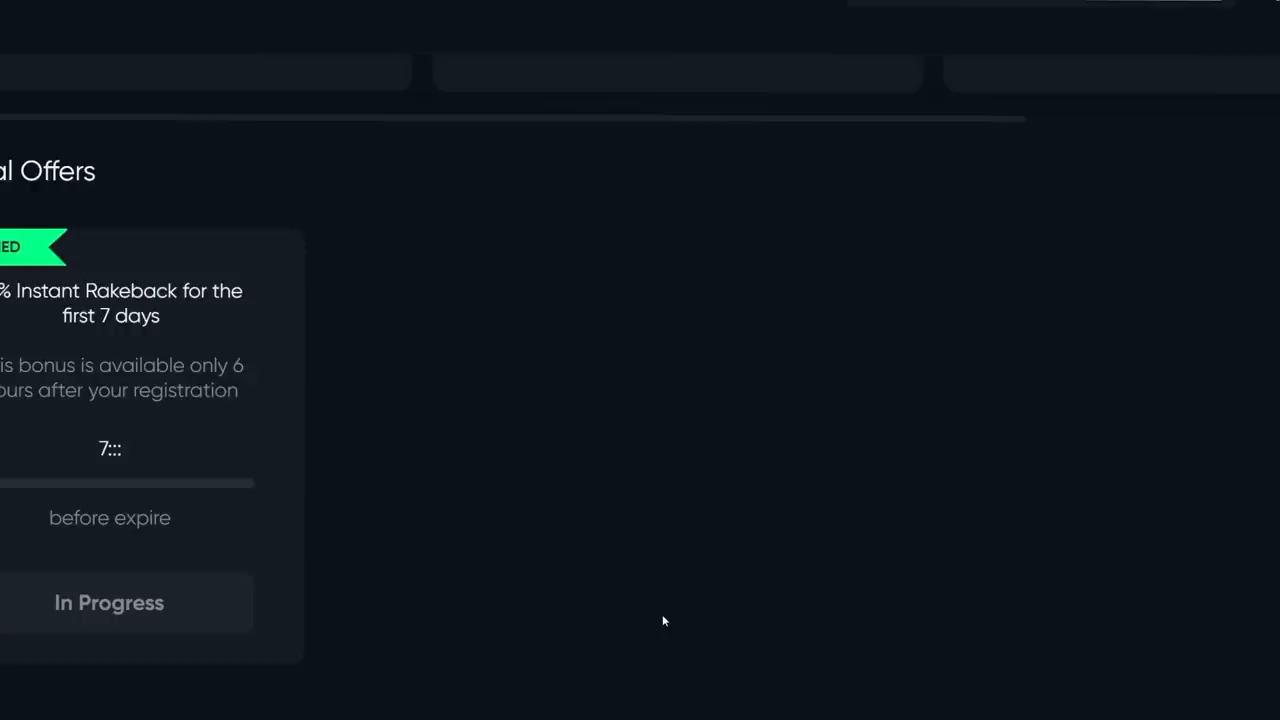 al Offers
ED
% Instant Rakeback for the
first 7 days
is bonus is available only 6
ours after your registration
7:::
before expire
In Progress